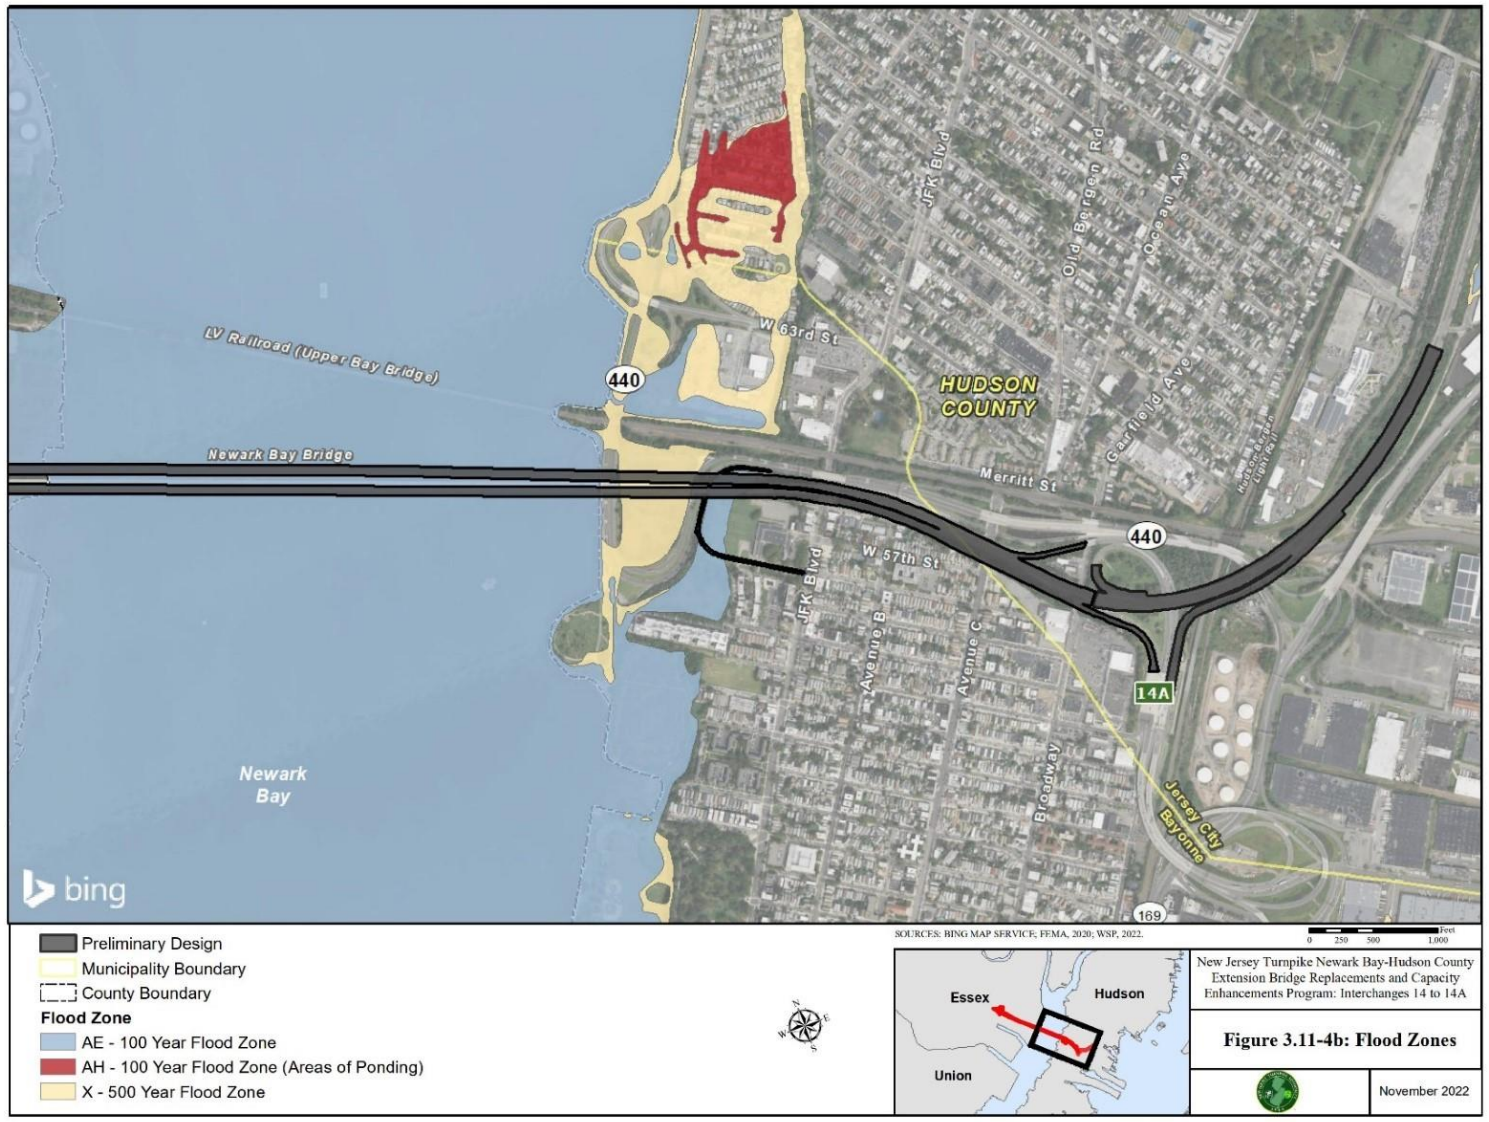 JFK Blvd
Old Bergen Rd
Ocean Ave
W 63rd St
LV Railroad (Upper Bay Bridge)
440
HUDSON
COUNTY
Garfield Ave
Hudson-Bergen
Light Rail
Newark Bay Bridge
Merritt St
440
W 57th St
JFK Blvd
Avenue B
Avenue C
14A
Broadway
Newark
Bay
Jersey City
Bayonne
bing
169
Preliminary Design
Municipality Boundary
County Boundary
Flood Zone
AE - 100 Year Flood Zone
AH - 100 Year Flood Zone (Areas of Ponding)
X - 500 Year Flood Zone
N
W E
S
SOURCES: BING MAP SERVICE; FEMA, 2020; WSP, 2022.
Feet
0 250 500 1,000
Essex
Hudson
Union
New Jersey Turnpike Newark Bay-Hudson County
Extension Bridge Replacements and Capacity
Enhancements Program: Interchanges 14 to 14A
Figure 3.11-4b: Flood Zones
November 2022